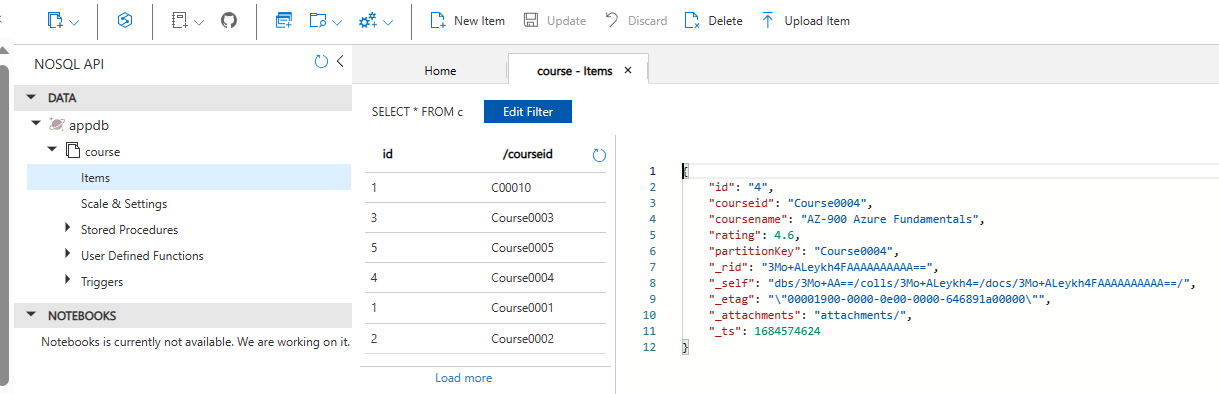 New Item Update Discard Delete Upload Item
NOSQL API
Home course - Items
DATA
SELECT * FROM c Edit Filter
appdb
course
Items
Scale & Settings
Stored Procedures
User Defined Functions
Triggers
NOTEBOOKS
Notebooks is currently not available. We are working on it.
id /courseid
1 C00010
3 Course0003
5 Course0005
4 Course0004
1 Course0001
2 Course0002
Load more
1 {
2 "id": "4",
3 "courseid": "Course0004",
4 "coursename": "AZ-900 Azure Fundamentals",
5 "rating": 4.6,
6 "partitionKey": "Course0004",
7 "_rid": "3Mo+ALeykh4FAAAAAAAAAA==",
8 "_self": "dbs/3Mo+AA==/colls/3Mo+ALeykh4=/docs/3Mo+ALeykh4FAAAAAAAAAA==/",
9 "_etag": "\"00001900-0000-0e00-0000-646891a00000\"",
10 "_attachments": "attachments/",
11 "_ts": 1684574624
12 }